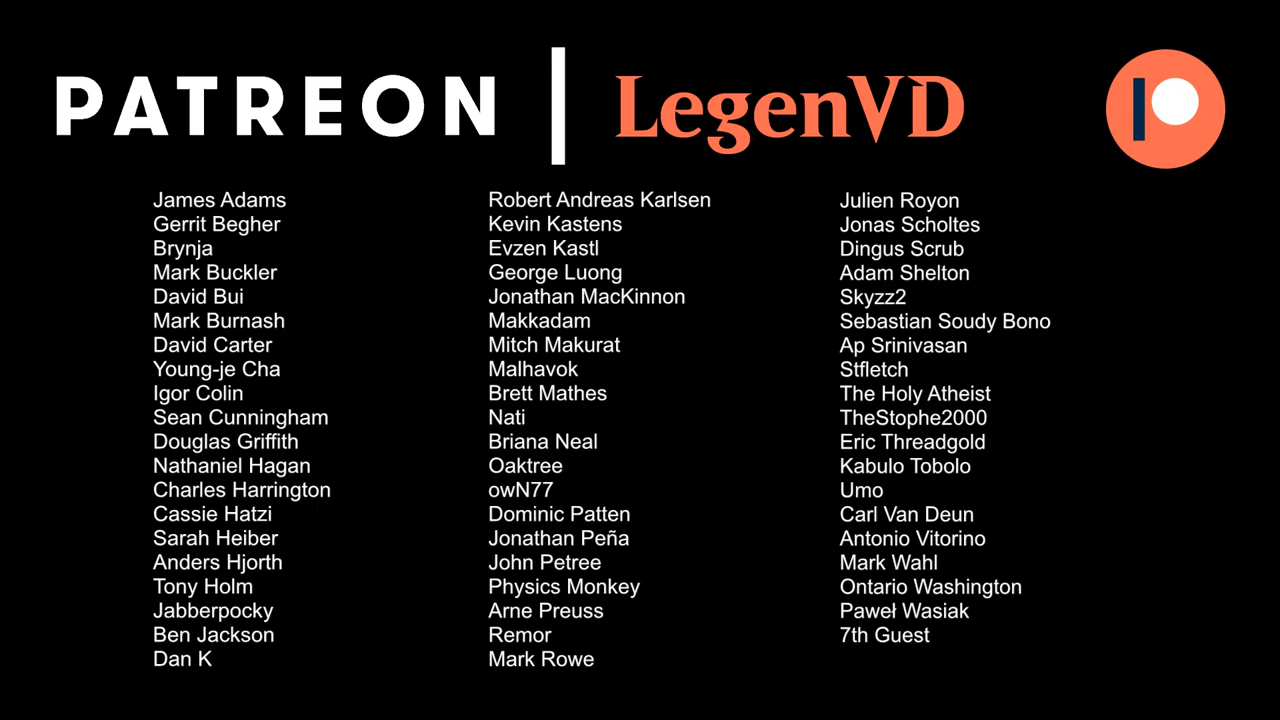 PATREON | LegenVD
James Adams
Gerrit Begher
Brynja
Mark Buckler
David Bui
Mark Burnash
David Carter
Young-je Cha
Igor Colin
Sean Cunningham
Douglas Griffith
Nathaniel Hagan
Charles Harrington
Cassie Hatzi
Sarah Heiber
Anders Hjorth
Tony Holm
Jabberpocky
Ben Jackson
Dan K
Robert Andreas Karlsen
Kevin Kastens
Evzen Kastl
George Luong
Jonathan MacKinnon
Makkadam
Mitch Makurat
Malhavok
Brett Mathes
Nati
Briana Neal
Oaktree
owN77
Dominic Patten
Jonathan Peña
John Petree
Physics Monkey
Arne Preuss
Remor
Mark Rowe
Julien Royon
Jonas Scholtes
Dingus Scrub
Adam Shelton
Skyzz2
Sebastian Soudy Bono
Ap Srinivasan
Stfletch
The Holy Atheist
TheStophe2000
Eric Threadgold
Kabulo Tobolo
Umo
Carl Van Deun
Antonio Vitorino
Mark Wahl
Ontario Washington
Paweł Wasiak
7th Guest